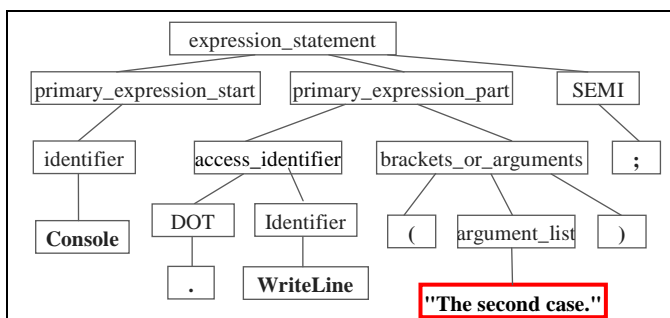 expression_statement
primary_expression_start primary_expression_part SEMI
identifier access_identifier brackets_or_arguments ;
DOT Identifier ( argument_list )
Console
. WriteLine "The second case."